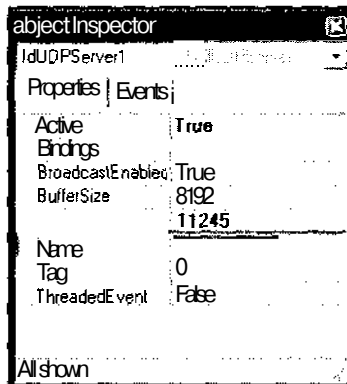 abject Inspector
IdUDPServer1
Properties Events
Active True
Bindings
BroadcastEnabled True
BufferSize 8192
11245
Name
Tag 0
ThreadedEvent False
All shown